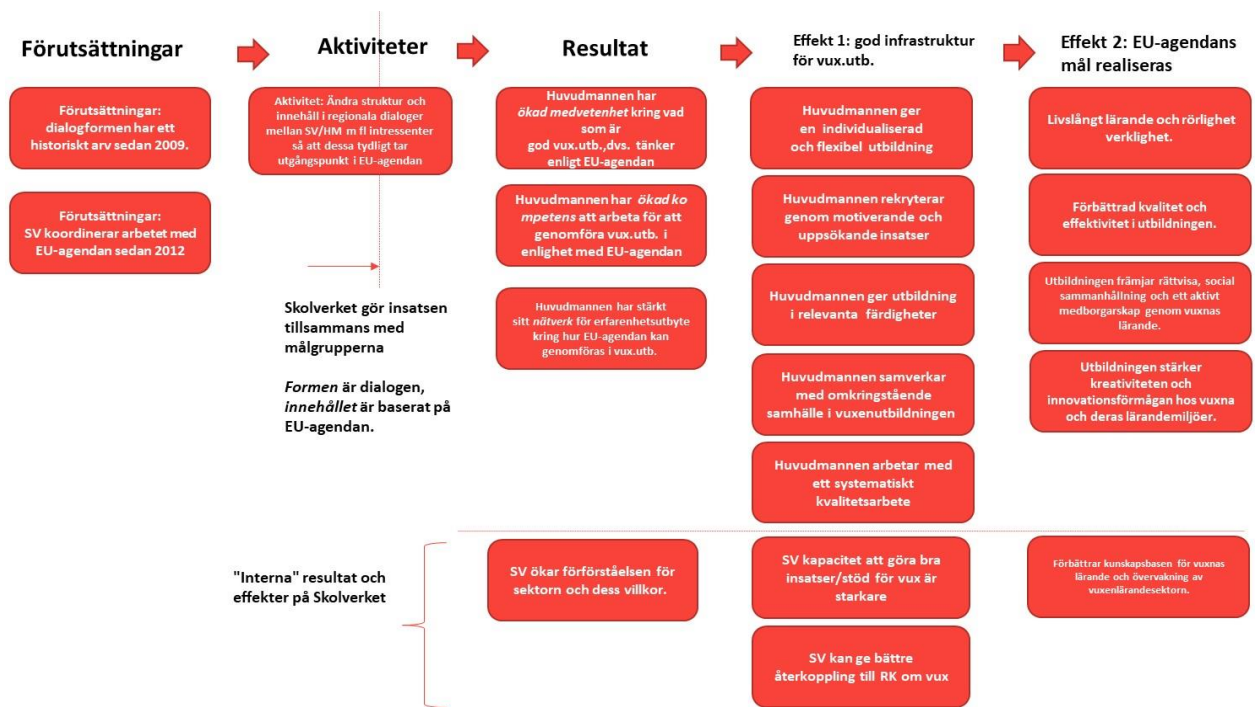 Förutsättningar
Förutsättningar:
dialogformen har ett
historiskt arv sedan 2009.
Förutsättningar:
SV koordinerar arbetet med
EU-agendan sedan 2012
Aktiviteter
Aktivitet: Ändra struktur och
innehåll i regionala dialoger
mellan SV/HM m fl intressenter
så att dessa tydligt tar
utgångspunkt i EU-agendan
Skolverket gör insatsen
tillsammans med
målgrupperna
Formen är dialogen,
innehållet är baserat på
EU-agendan.
Resultat
Huvudmannen har
ökad medvetenhet kring vad
som är
god vux.utb.,dvs. tänker
enligt EU-agendan
Huvudmannen har ökad ko
mpetens att arbeta för att
genomföra vux.utb. i
enlighet med EU-agendan
Huvudmannen har stärkt
sitt nätverk för erfarenhetsutbyte
kring hur EU-agendan kan
genomföras i vux.utb.
Effekt 1: god infrastruktur
för vux.utb.
Huvudmannen ger
en individualiserad
och flexibel utbildning
Huvudmannen rekryterar
genom motiverande och
uppsökande insatser
Huvudmannen ger utbildning
i relevanta färdigheter
Huvudmannen samverkar
med omkringstående
samhälle i vuxenutbildningen
Huvudmannen arbetar med
ett systematiskt
kvalitetsarbete
Effekt 2: EU-agendans
mål realiseras
Livslångt lärande och rörlighet
verklighet.
Förbättrad kvalitet och
effektivitet i utbildningen.
Utbildningen främjar rättvisa, social
sammanhållning och ett aktivt
medborgarskap genom vuxnas
lärande.
Utbildningen stärker
kreativiteten och
innovationsförmågan hos vuxna
och deras lärandemiljöer.
"Interna" resultat och
effekter på Skolverket
SV ökar förförståelsen för
sektorn och dess villkor.
SV kapacitet att göra bra
insatser/stöd för vux är
starkare
SV kan ge bättre
återkoppling till RK om vux
Förbättrar kunskapsbasen för vuxnas
lärande och övervakning av
vuxenlärandesektorn.